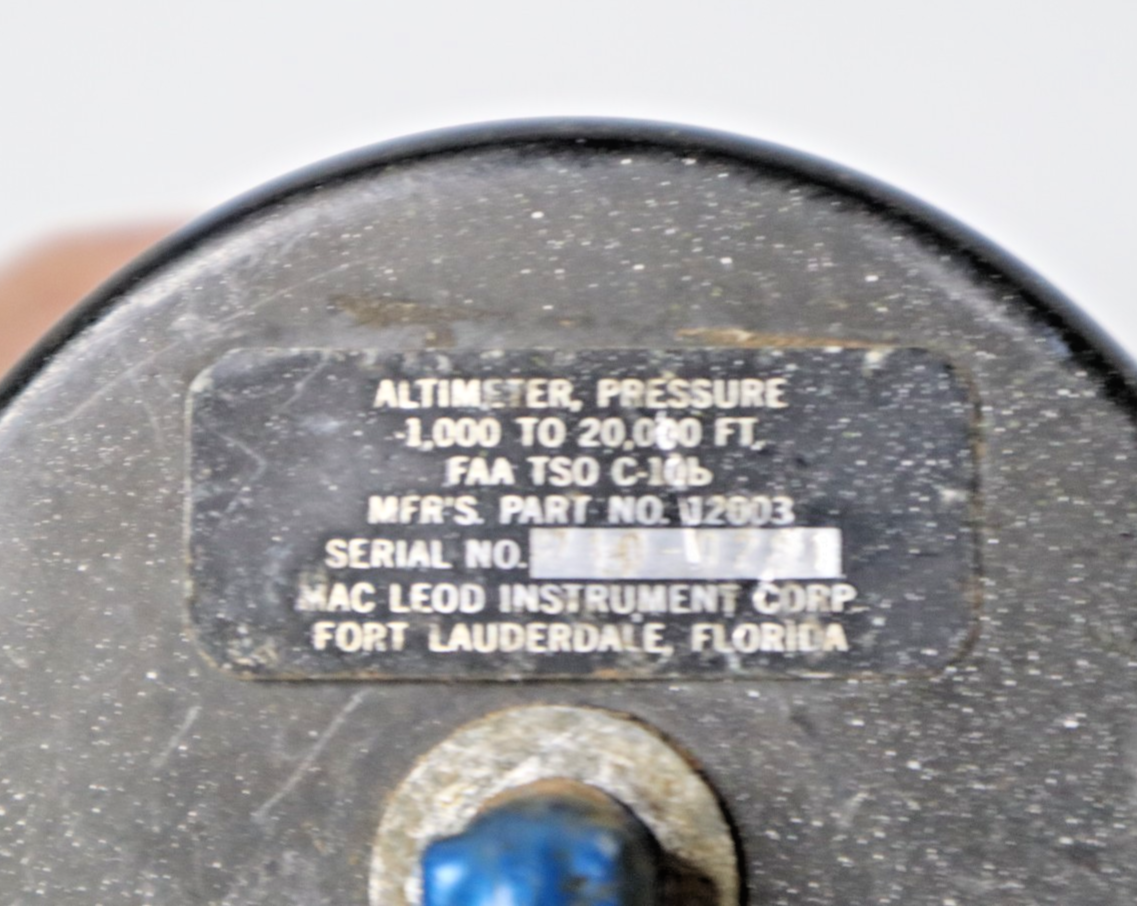 ALTIMETER, PRESSURE
-1,000 TO 20,000 FT.
FAA TSO C-10b
MFR'S. PART NO. 12603
SERIAL NO.
MAC LEOD INSTRUMENT CORP.
FORT LAUDERDALE, FLORIDA